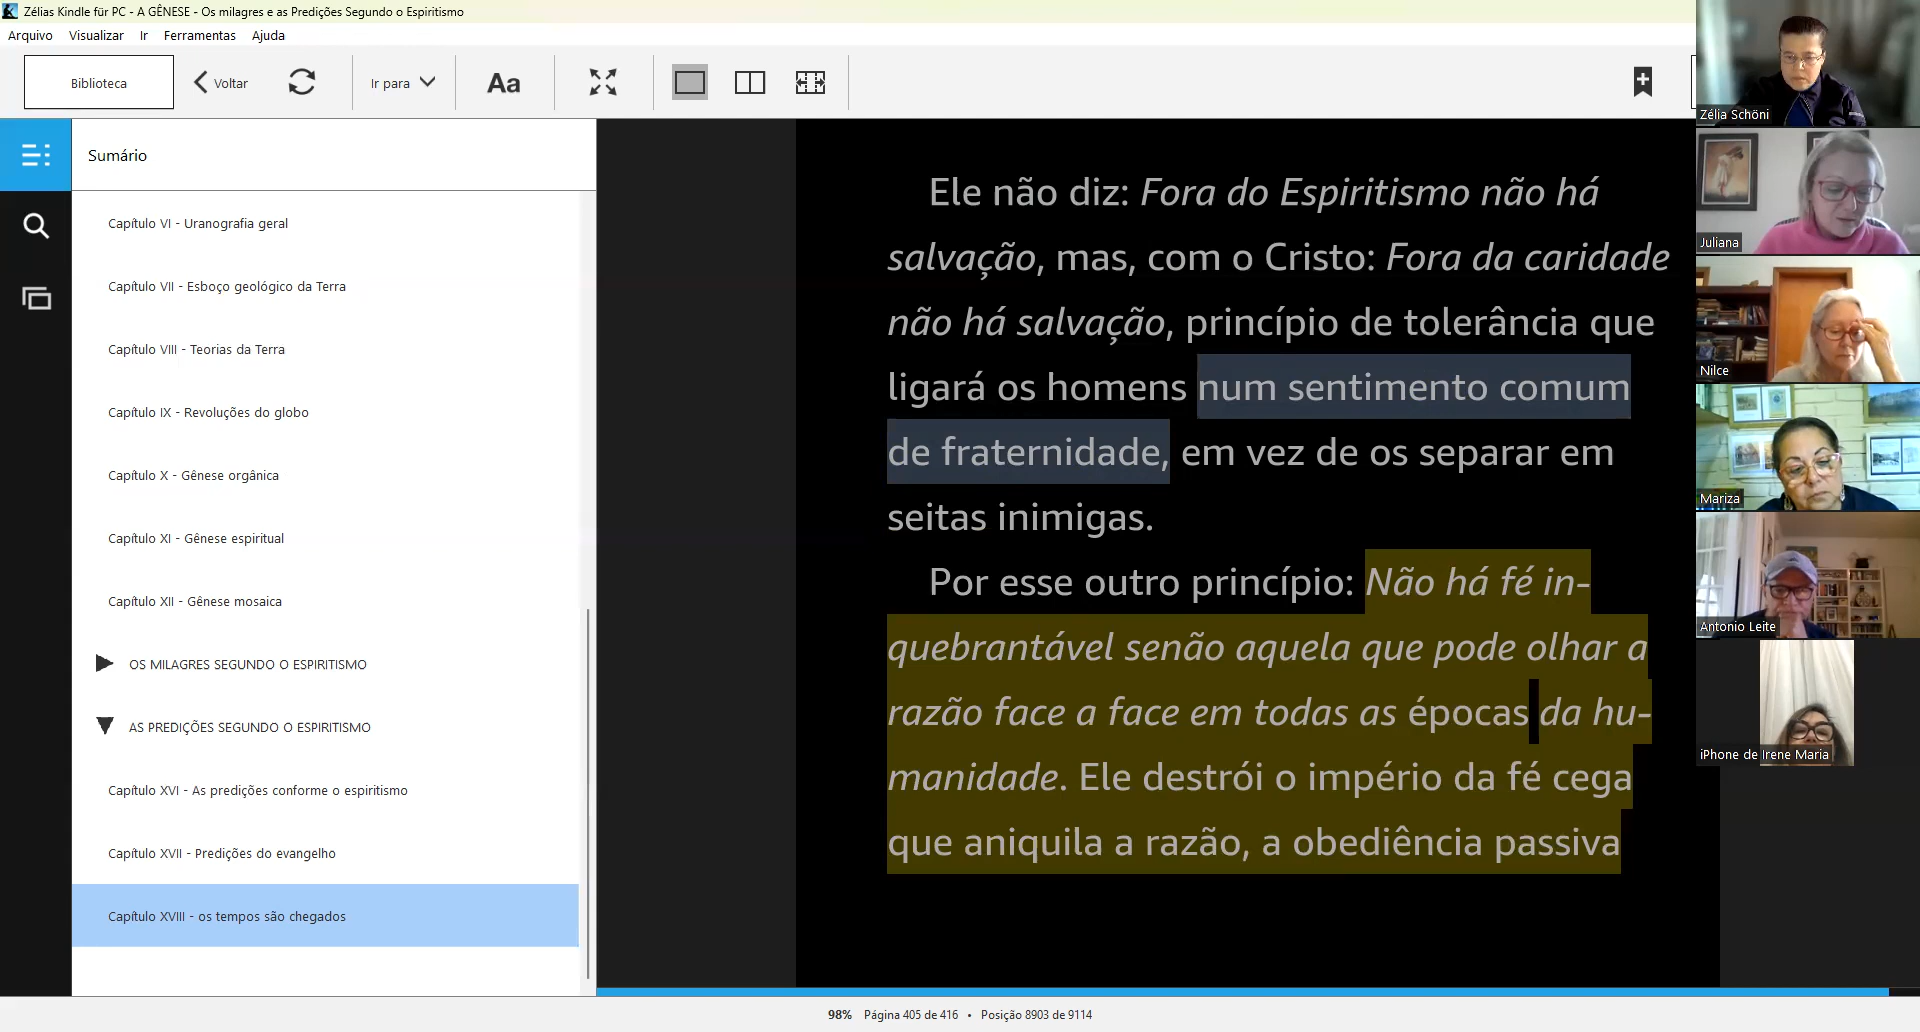 Zélias Kindle für PC - A GÊNESE - Os milagres e as Predições Segundo o Espiritismo
Arquivo Visualizar Ir Ferramentas Ajuda
Biblioteca Voltar Ir para Aa
Sumário
Capítulo VI - Uranografia geral
Capítulo VII - Esboço geológico da Terra
Capítulo VIII - Teorias da Terra
Capítulo IX - Revoluções do globo
Capítulo X - Gênese orgânica
Capítulo XI - Gênese espiritual
Capítulo XII - Gênese mosaica
OS MILAGRES SEGUNDO O ESPIRITISMO
AS PREDIÇÕES SEGUNDO O ESPIRITISMO
Capítulo XVI - As predições conforme o espiritismo
Capítulo XVII - Predições do evangelho
Capítulo XVIII - os tempos são chegados
Ele não diz: Fora do Espiritismo não há
salvação, mas, com o Cristo: Fora da caridade
não há salvação, princípio de tolerância que
ligará os homens num sentimento comum
de fraternidade, em vez de os separar em
seitas inimigas.
Por esse outro princípio: Não há fé in-
quebrantável senão aquela que pode olhar a
razão face a face em todas as épocas da hu-
manidade. Ele destrói o império da fé cega
que aniquila a razão, a obediência passiva
98% Página 405 de 416 • Posição 8903 de 9114
Zélia Schöni
Juliana
Nilce
Mariza
Antonio Leite
iPhone de Irene Maria